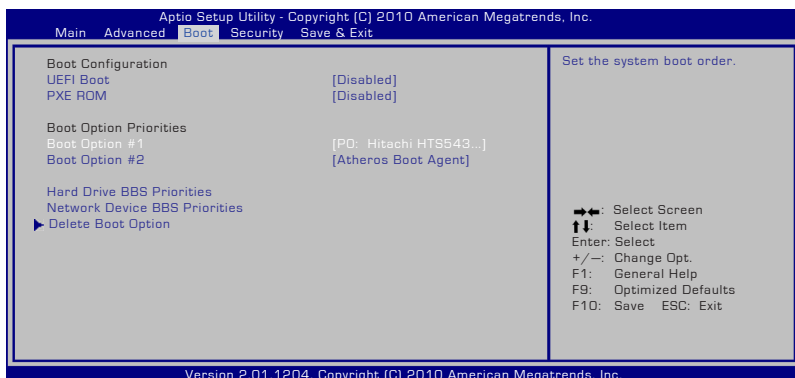 Aptio Setup Utility - Copyright (C) 2010 American Megatrends, Inc.
Main Advanced Boot Security Save & Exit
Boot Configuration
UEFI Boot [Disabled]
PXE ROM [Disabled]
Boot Option Priorities
Boot Option #1 [P0: Hitachi HTS543...]
Boot Option #2 [Atheros Boot Agent]
Hard Drive BBS Priorities
Network Device BBS Priorities
Delete Boot Option
Set the system boot order.
→←: Select Screen
↑↓: Select Item
Enter: Select
+/—: Change Opt.
F1: General Help
F9: Optimized Defaults
F10: Save ESC: Exit
Version 2.01.1204. Copyright (C) 2010 American Megatrends, Inc.